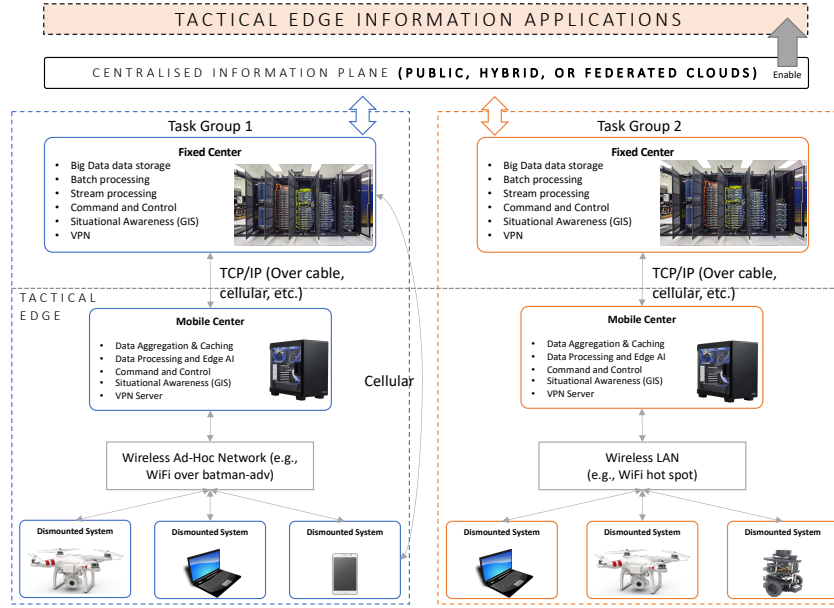 TACTICAL EDGE INFORMATION APPLICATIONS
CENTRALISED INFORMATION PLANE (PUBLIC, HYBRID, OR FEDERATED CLOUDS)
Enable
Task Group 1
Fixed Center
• Big Data data storage
• Batch processing
• Stream processing
• Command and Control
• Situational Awareness (GIS)
• VPN
TCP/IP (Over cable,
cellular, etc.)
TACTICAL
EDGE
Mobile Center
• Data Aggregation & Caching
• Data Processing and Edge AI
• Command and Control
• Situational Awareness (GIS)
• VPN Server
Cellular
Wireless Ad-Hoc Network (e.g.,
WiFi over batman-adv)
Dismounted System
Dismounted System
Dismounted System
Task Group 2
Fixed Center
• Big Data data storage
• Batch processing
• Stream processing
• Command and Control
• Situational Awareness (GIS)
• VPN
TCP/IP (Over cable,
cellular, etc.)
Mobile Center
• Data Aggregation & Caching
• Data Processing and Edge AI
• Command and Control
• Situational Awareness (GIS)
• VPN Server
Wireless LAN
(e.g., WiFi hot spot)
Dismounted System
Dismounted System
Dismounted System